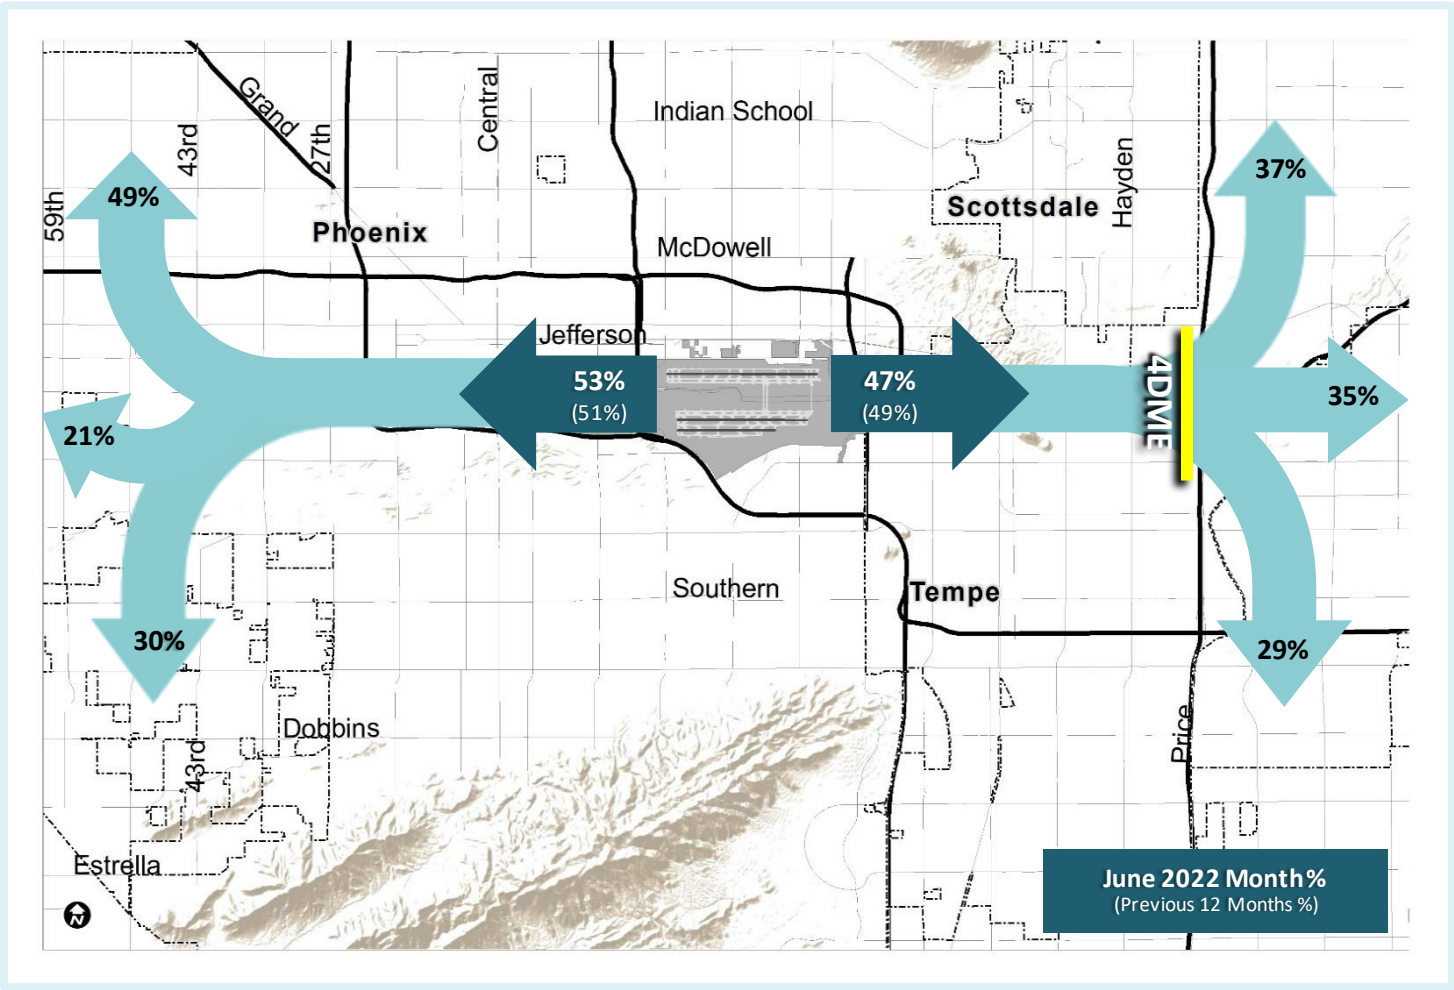 Grand
43rd
27th
Central
Indian School
Hayden
37%
49%
59th
Phoenix
Scottsdale
McDowell
Jefferson
53%
(51%)
47%
(49%)
4DME
35%
21%
Southern
Tempe
30%
29%
Dobbins
43rd
Price
Estrella
June 2022 Month%
(Previous 12 Months %)
N